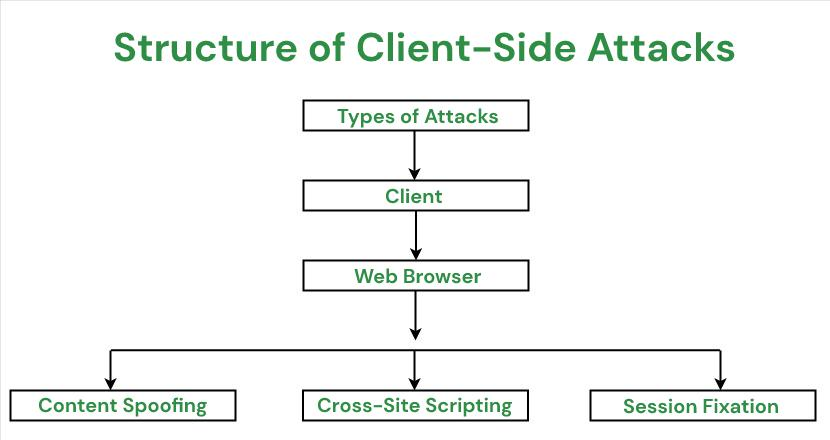 Structure of Client-Side Attacks
Types of Attacks
Client
Web Browser
Content Spoofing
Cross-Site Scripting
Session Fixation